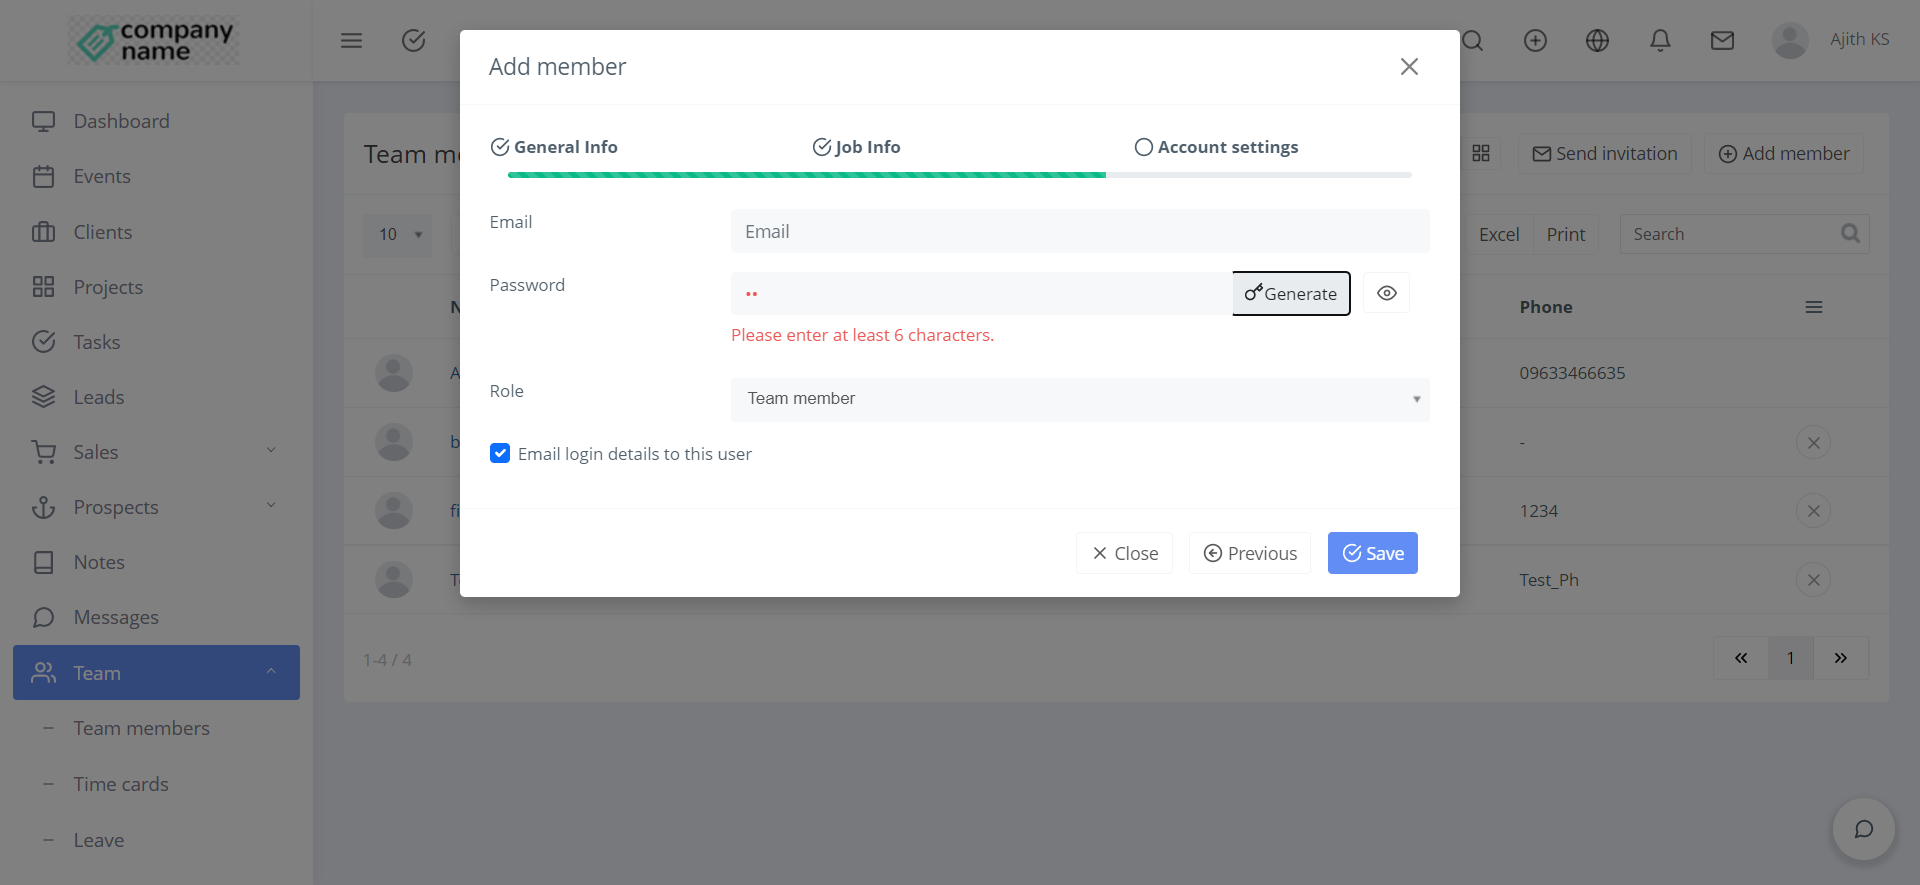 company
name
Ajith KS
Dashboard
Events
Clients
Projects
Tasks
Leads
Sales
Prospects
Notes
Messages
Team
Team members
Time cards
Leave
Add member
General Info
Job Info
Account settings
Email
Email
Password
••
Generate
Please enter at least 6 characters.
Role
Team member
Email login details to this user
Close
Previous
Save
Team m
Send invitation
Add member
10
Excel
Print
Search
N
Phone
A
09633466635
b
-
fi
1234
T
Test_Ph
1-4 / 4
1